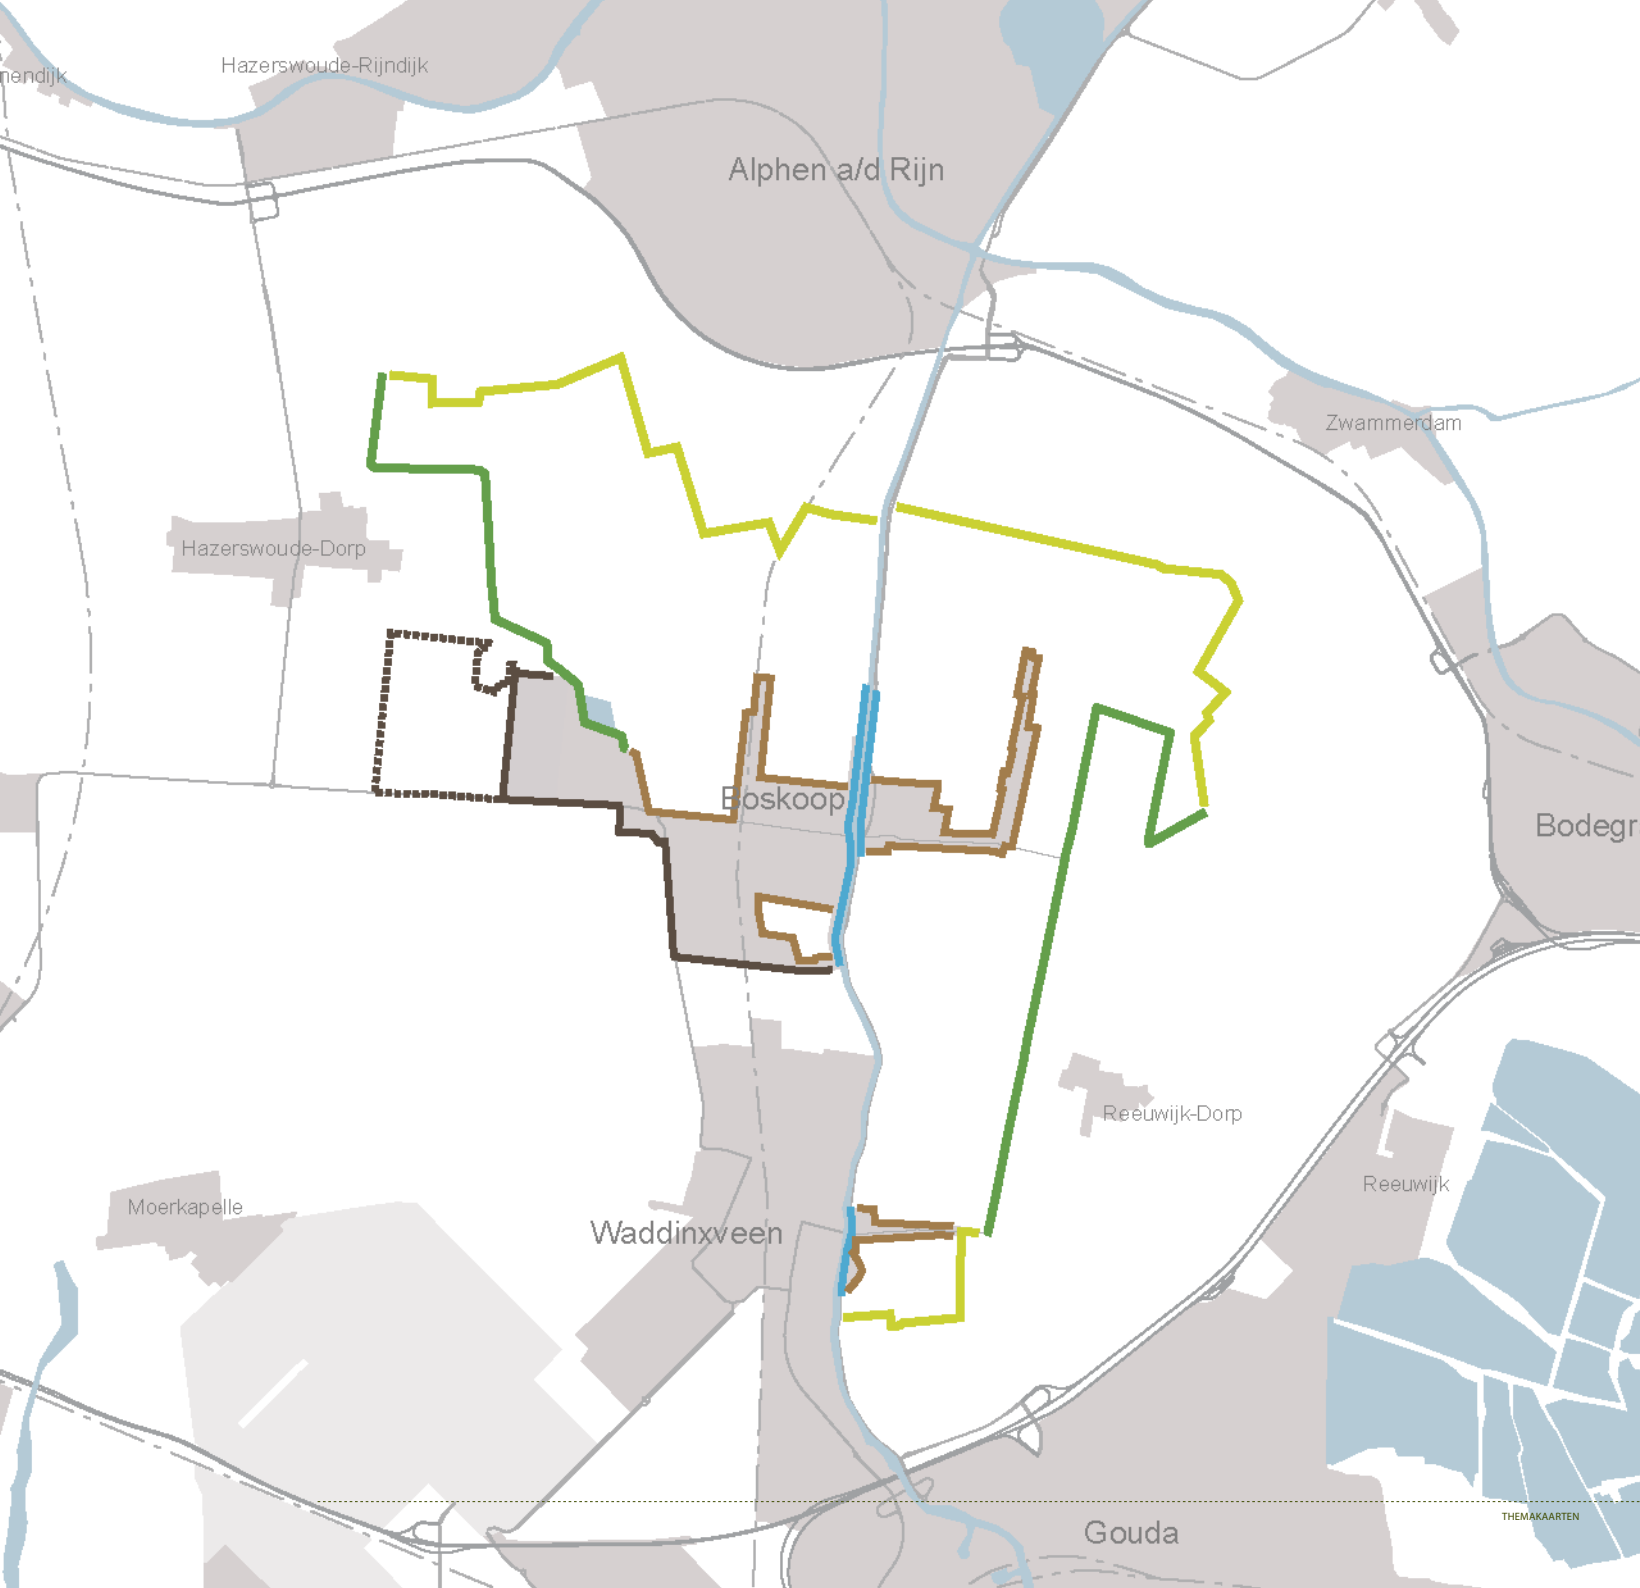 Hazerswoude-Rijndijk
nendijk
Alphen a/d Rijn
Zwammerdam
Hazerswoude-Dorp
Boskoop
Bodegr
Reeuwijk-Dorp
Reeuwijk
Moerkapelle
Waddinxveen
THEMAKAARTEN
Gouda